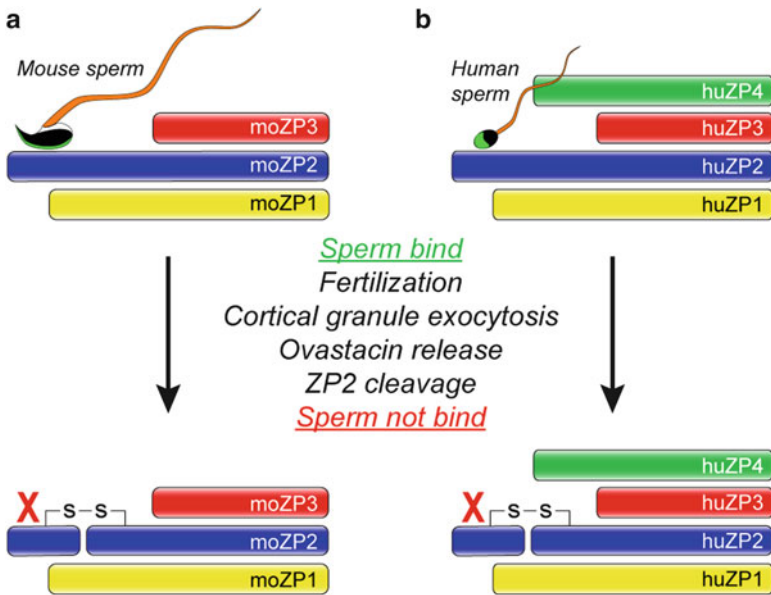 a
Mouse sperm
moZP3
moZP2
moZP1
b
Human
sperm
huZP4
huZP3
huZP2
huZP1
Sperm bind
Fertilization
Cortical granule exocytosis
Ovastacin release
ZP2 cleavage
Sperm not bind
X
S S
moZP3
moZP2
moZP1
X
S S
huZP4
huZP3
huZP2
huZP1